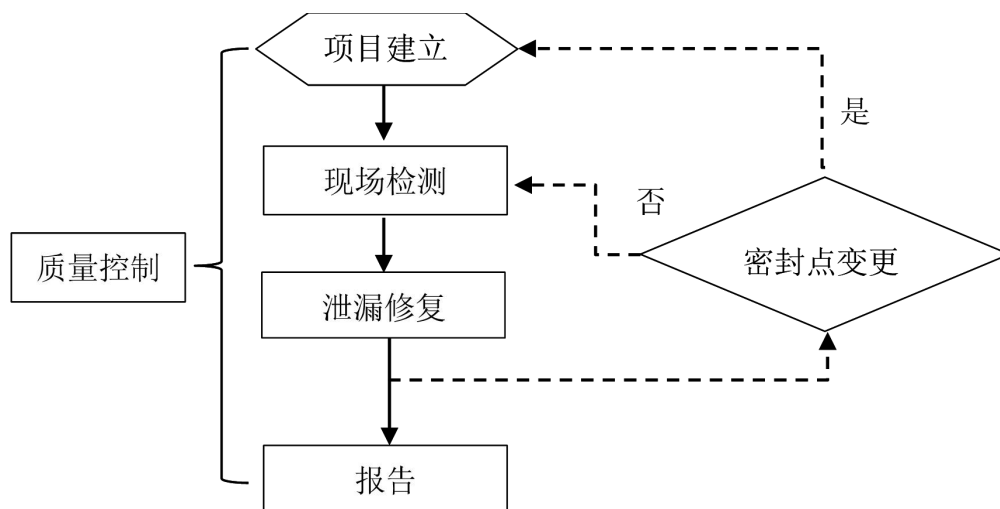 项目建立
是
现场检测
否
质量控制
密封点变更
泄漏修复
报告